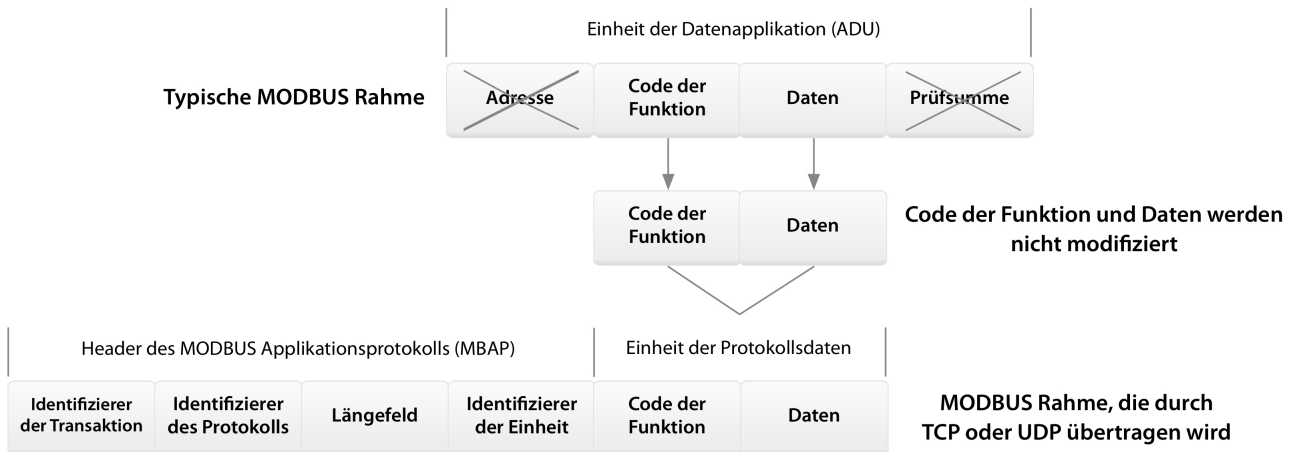 Einheit der Datenapplikation (ADU)
Typische MODBUS Rahme
Adresse
Code der
Funktion
Daten
Prüfsumme
Code der
Funktion
Daten
Code der Funktion und Daten werden
nicht modifiziert
Header des MODBUS Applikationsprotokolls (MBAP)
Einheit der Protokollsdaten
Identifizierer
der Transaktion
Identifizierer
des Protokolls
Längefeld
Identifizierer
der Einheit
Code der
Funktion
Daten
MODBUS Rahme, die durch
TCP oder UDP übertragen wird